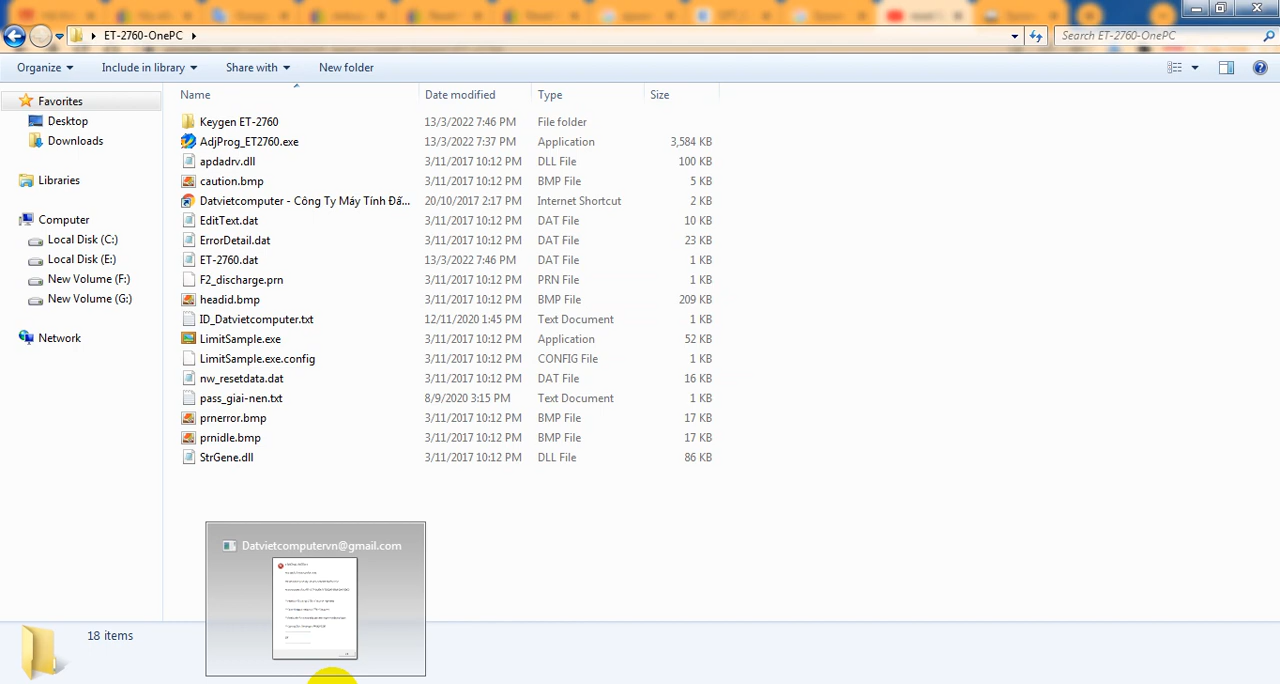 ET-2760-OnePC
Search ET-2760-OnePC
Organize Include in library Share with New folder
Name Date modified Type Size
Favorites
Desktop
Downloads
Libraries
Computer
Local Disk (C:)
Local Disk (E:)
New Volume (F:)
New Volume (G:)
Network
Keygen ET-2760 13/3/2022 7:46 PM File folder
AdjProg_ET2760.exe 13/3/2022 7:37 PM Application 3,584 KB
apdadrv.dll 3/11/2017 10:12 PM DLL File 100 KB
caution.bmp 3/11/2017 10:12 PM BMP File 5 KB
Datvietcomputer - Công Ty Máy Tính Đấ... 20/10/2017 2:17 PM Internet Shortcut 2 KB
EditText.dat 3/11/2017 10:12 PM DAT File 10 KB
ErrorDetail.dat 3/11/2017 10:12 PM DAT File 23 KB
ET-2760.dat 13/3/2022 7:46 PM DAT File 1 KB
F2_discharge.prn 3/11/2017 10:12 PM PRN File 1 KB
headid.bmp 3/11/2017 10:12 PM BMP File 209 KB
ID_Datvietcomputer.txt 12/11/2020 1:45 PM Text Document 1 KB
LimitSample.exe 3/11/2017 10:12 PM Application 52 KB
LimitSample.exe.config 3/11/2017 10:12 PM CONFIG File 1 KB
nw_resetdata.dat 3/11/2017 10:12 PM DAT File 16 KB
pass_giai-nen.txt 8/9/2020 3:15 PM Text Document 1 KB
prnerror.bmp 3/11/2017 10:12 PM BMP File 17 KB
prnidle.bmp 3/11/2017 10:12 PM BMP File 17 KB
StrGene.dll 3/11/2017 10:12 PM DLL File 86 KB
Datvietcomputervn@gmail.com
18 items